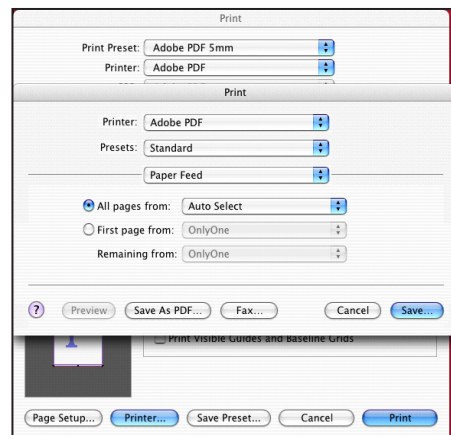 Print
Print Preset: Adobe PDF 5mm
Printer: Adobe PDF
Print
Printer: Adobe PDF
Presets: Standard
Paper Feed
All pages from: Auto Select
First page from: OnlyOne
Remaining from: OnlyOne
? Preview Save As PDF... Fax... Cancel Save...
Print Visible Guides and Baseline Grids
Page Setup... Printer... Save Preset... Cancel Print